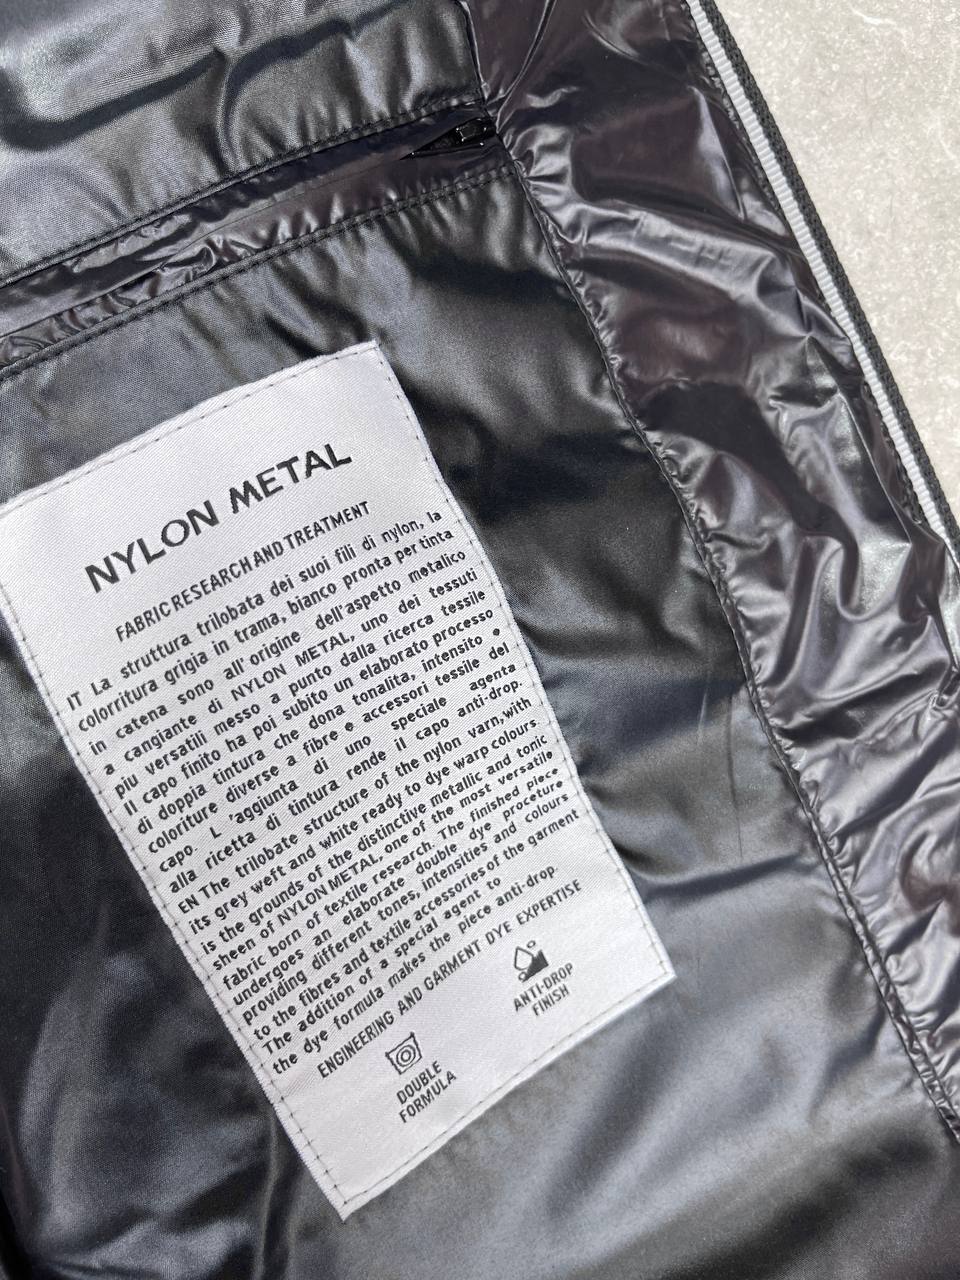 NYLON METAL
FABRIC RESEARCH AND TREATMENT
IT La struttura trilobata dei suoi fili di nylon, la
colorritura grigia in trama, bianco pronta per tinta
in catena sono all'origine dell'aspetto metalico
a cangiante di NYLON METAL, uno dei tessuti
piu versatili messo a punto dalla ricerca tessile
Il capo finito ha poi subito un elaborato processo
di doppia tintura che dona tonalita, intensito e
coloriture diverse a fibre e accessori tessile del
capo. L 'aggiunta di uno speciale agenta
alla ricetta di tintura rende il capo anti-drop.
EN The trilobate structure of the nylon yarn, with
its grey weft and white ready to dye warp colours
is the grounds of the distinctive metallic and tonic
sheen of NYLON METAL, one of the most versatile
fabric born of textile research. The finished piece
undergoes an elaborate double dye proceture
providing different tones, intensities and colours
to the fibres and textile accessories of the garment
The addition of a special agent to
the dye formula makes the piece anti-drop.
ENGINEERING AND GARMENT DYE EXPERTISE
DOUBLE
FORMULA
ANTI-DROP
FINISH